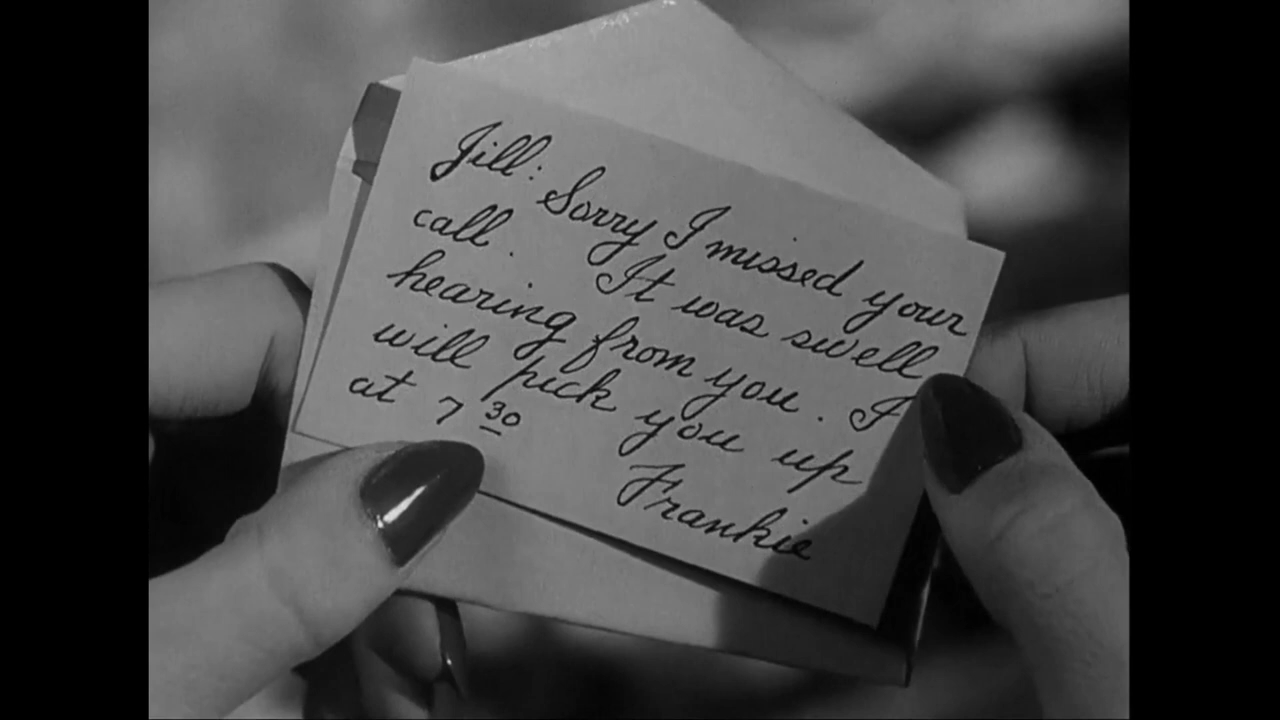 Jill: Sorry I missed your
call. It was swell
hearing from you. I
will pick you up
at 7 30
Frankie